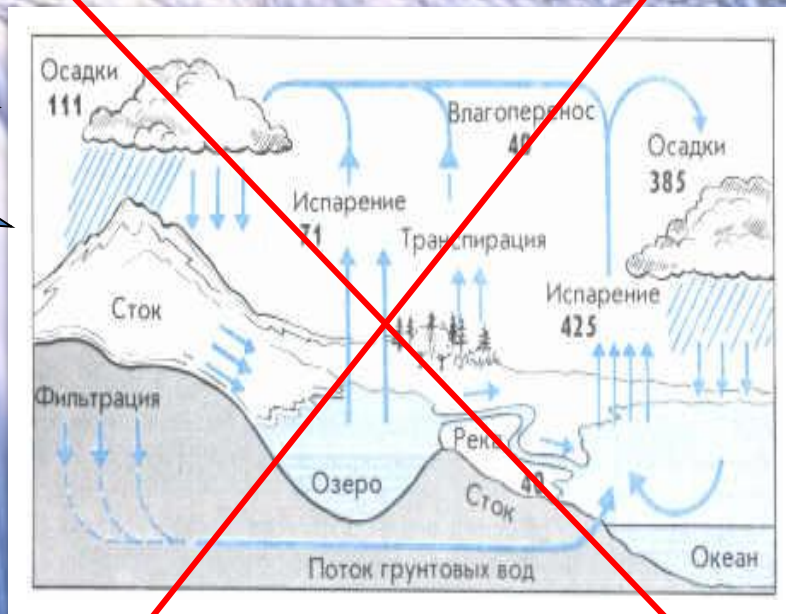 Осадки
111
Влагоперенос
40
Осадки
385
Испарение
71
Транспирация
Испарение
425
Сток
Фильтрация
Река
40
Озеро
Сток
Океан
Поток грунтовых вод